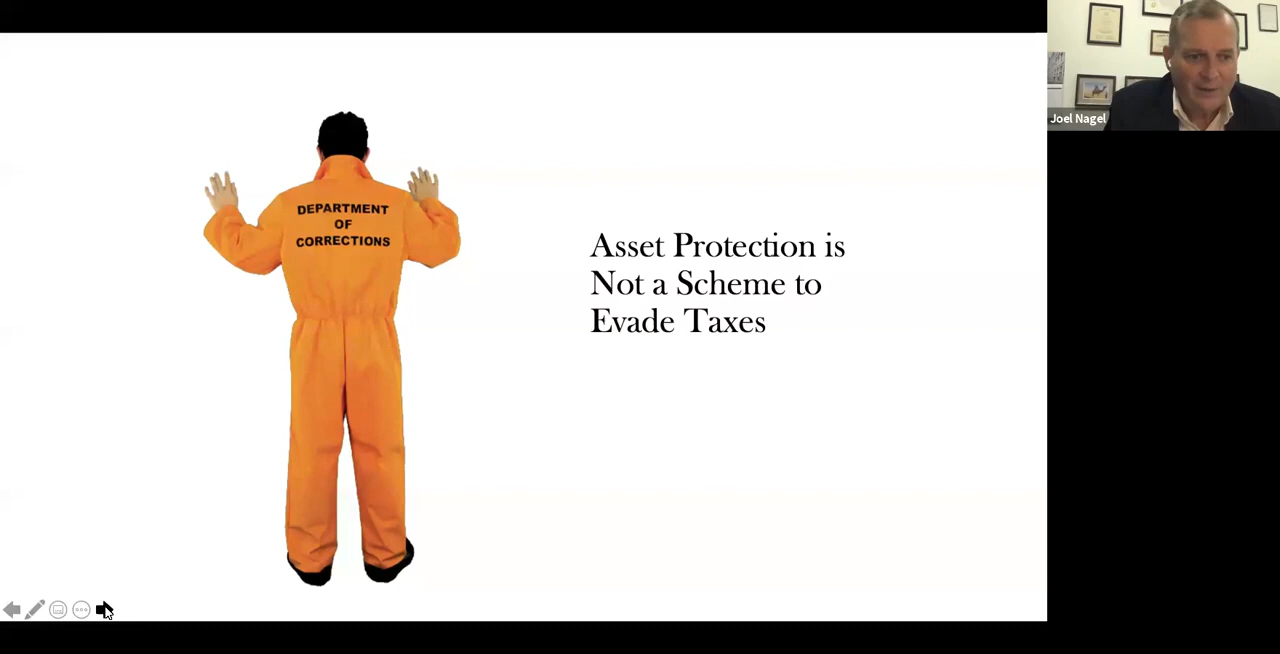 DEPARTMENT
OF
CORRECTIONS
Asset Protection is
Not a Scheme to
Evade Taxes
Joel Nagel